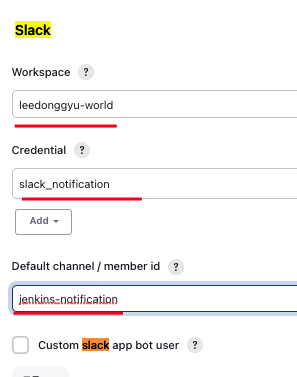 Slack
Workspace ?
leedonggyu-world
Credential ?
slack_notification
Add
Default channel / member id ?
jenkins-notification
Custom slack app bot user ?